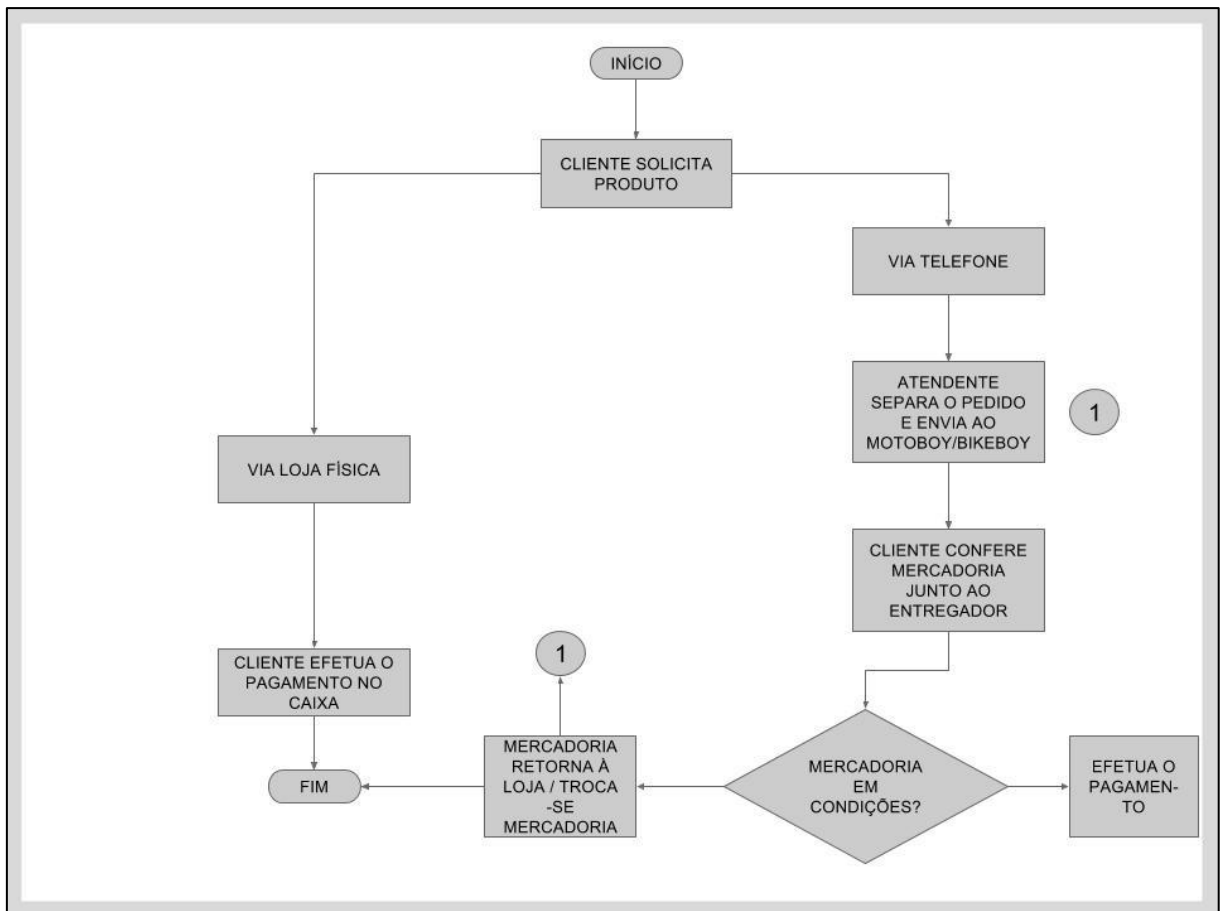 INÍCIO
CLIENTE SOLICITA
PRODUTO
VIA TELEFONE
ATENDENTE
SEPARA O PEDIDO
E ENVIA AO
MOTOBOY/BIKEBOY
1
VIA LOJA FÍSICA
CLIENTE CONFERE
MERCADORIA
JUNTO AO
ENTREGADOR
CLIENTE EFETUA O
PAGAMENTO NO
CAIXA
1
FIM
MERCADORIA
RETORNA À
LOJA / TROCA
-SE
MERCADORIA
MERCADORIA
EM
CONDIÇÕES?
EFETUA O
PAGAMEN-
TO